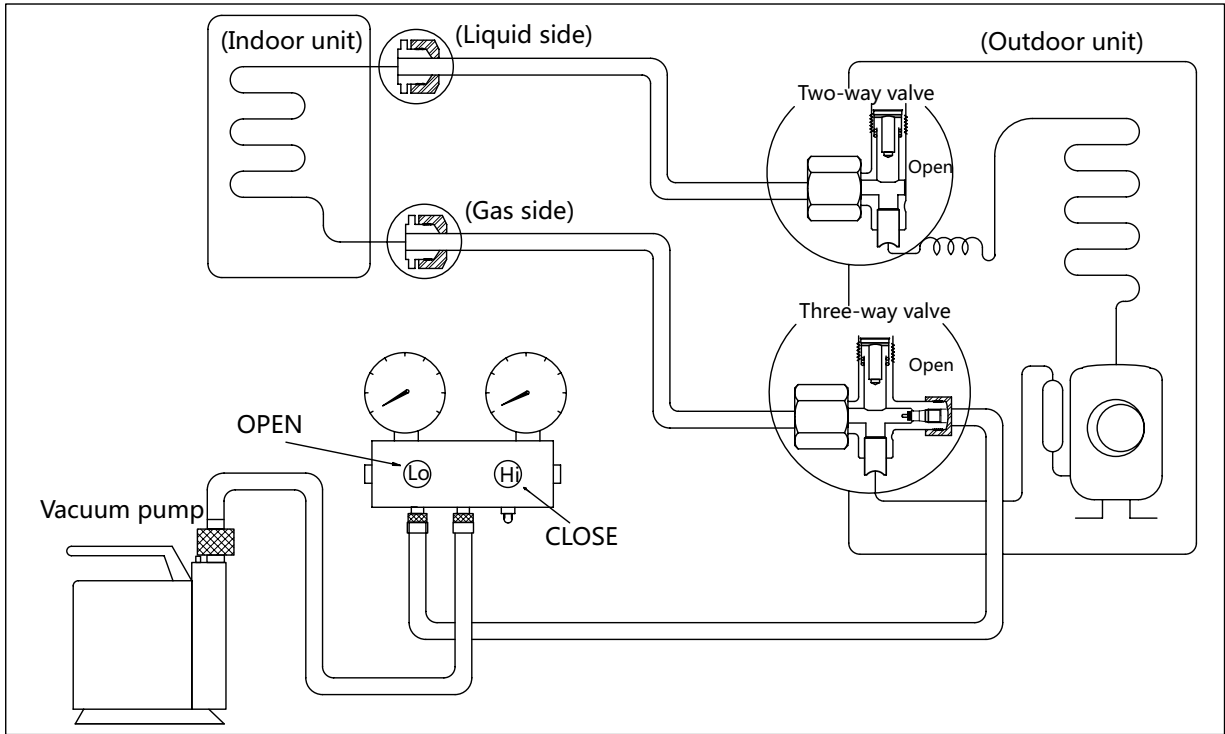 (Indoor unit)
(Liquid side)
(Outdoor unit)
Two-way valve
Open
(Gas side)
Three-way valve
Open
OPEN
Lo
Hi
CLOSE
Vacuum pump